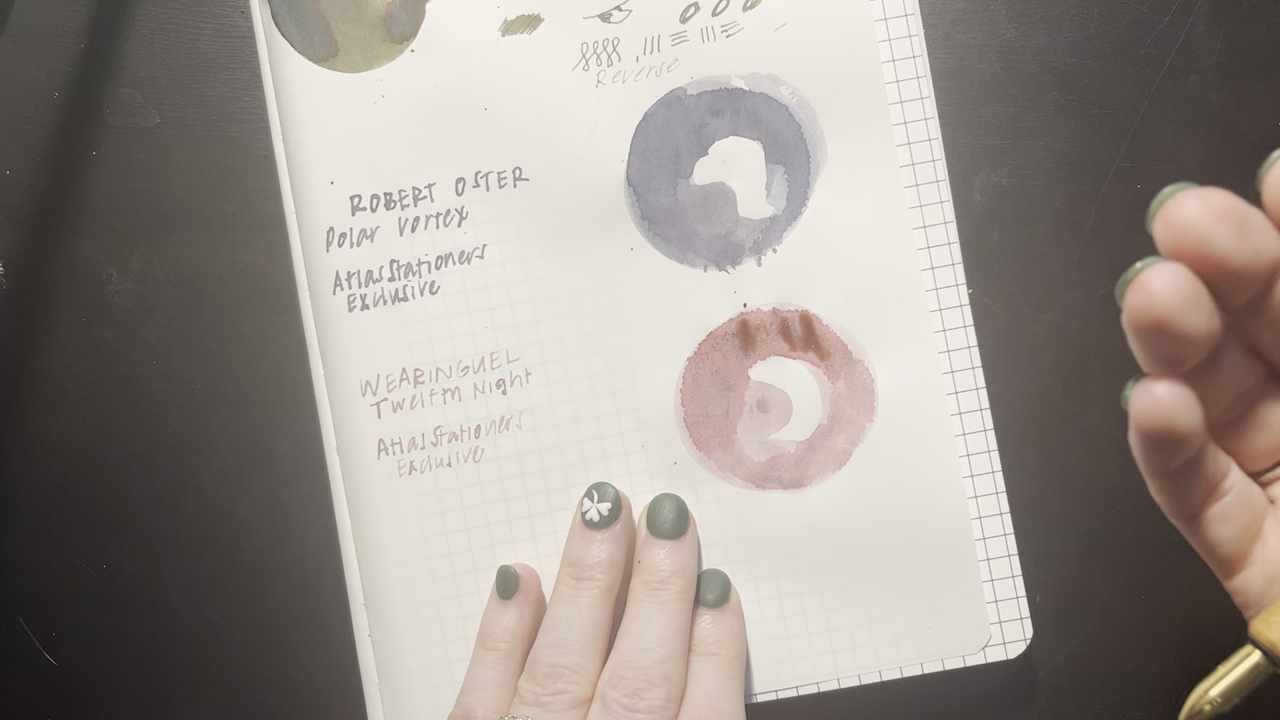 Reverse
ROBERT OSTER
Polar Vortex
Atlas Stationers
Exclusive
WEARINGUEL
Twelfth Night
Atlas Stationers
Exclusive